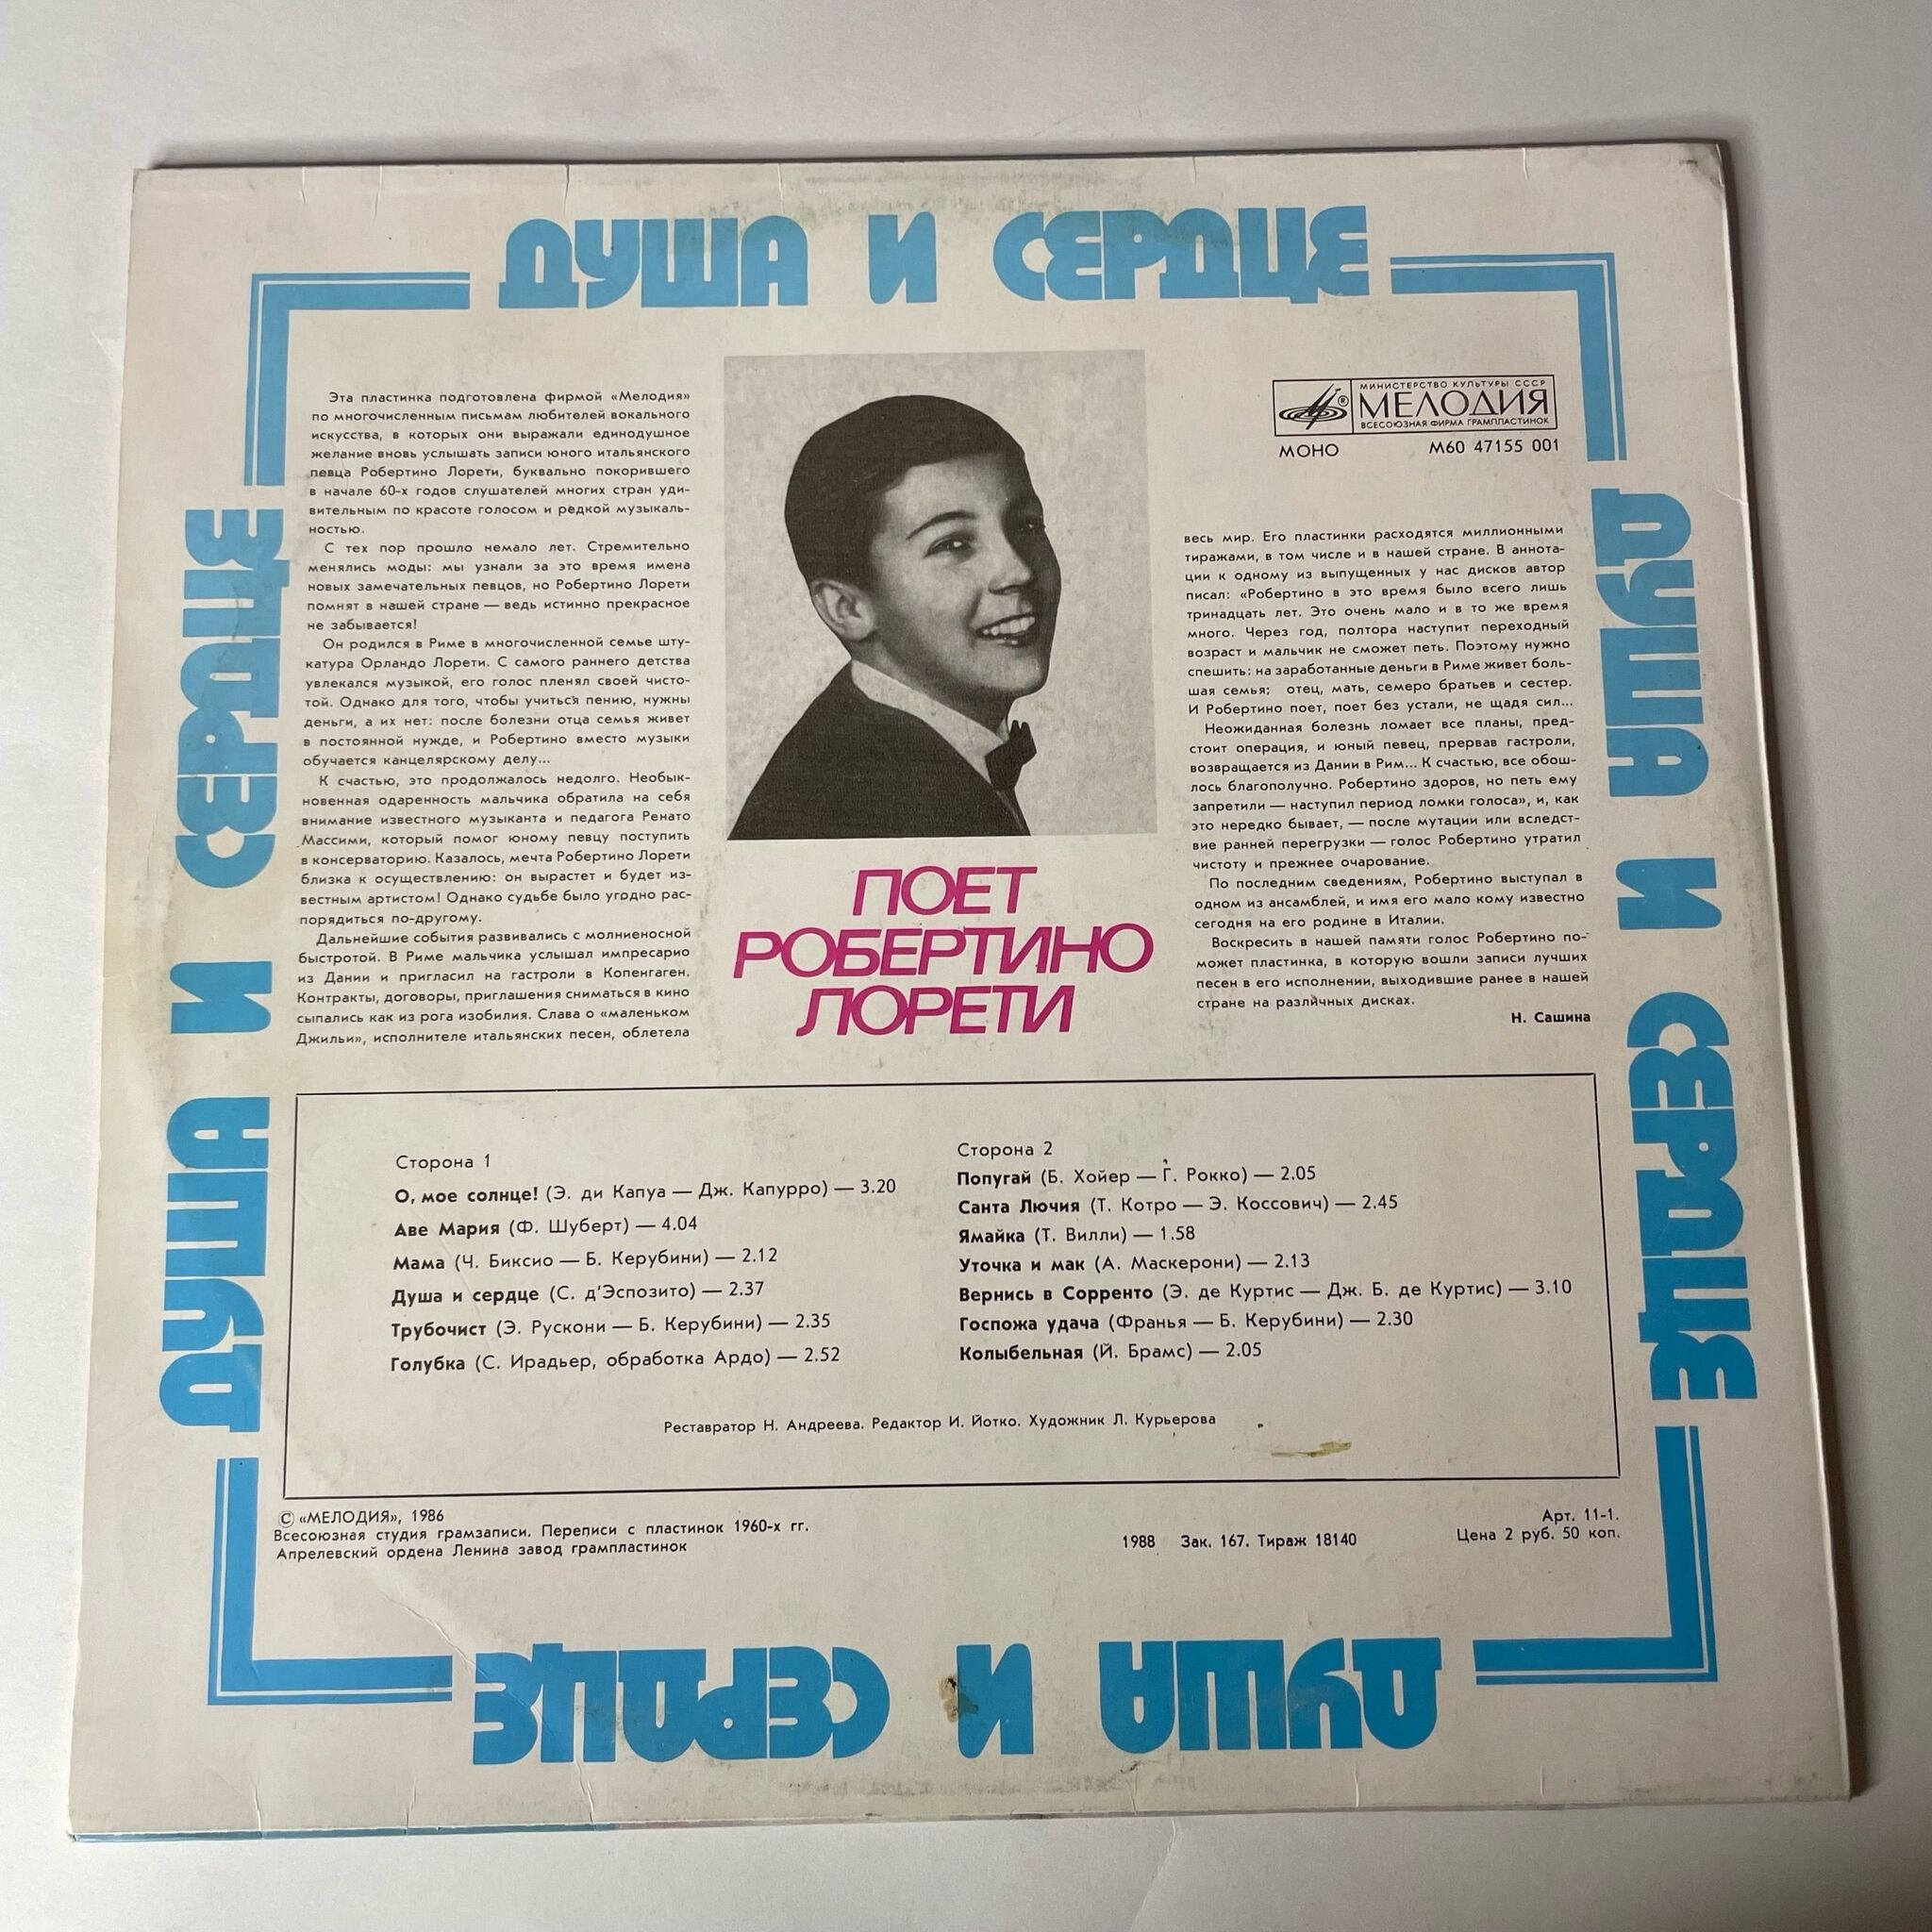 ДУША И СЕРДЦЕ
Эта пластинка подготовлена фирмой «Мелодия»
по многочисленным письмам любителей вокального
искусства, в которых они выражали единодушное
желание вновь услышать записи юного итальянского
певца Робертино Лорети, буквально покорившего
в начале 60-х годов слушателей многих стран уди-
вительным по красоте голосом и редкой музыкаль-
ностью.
С тех пор прошло немало лет. Стремительно
менялись моды: мы узнали за это время имена
новых замечательных певцов, но Робертино Лорети
помнят в нашей стране — ведь истинно прекрасное
не забывается!
Он родился в Риме в многочисленной семье шту-
катура Орландо Лорети. С самого раннего детства
увлекался музыкой, его голос пленял своей чисто-
той. Однако для того, чтобы учиться пению, нужны
деньги, а их нет: после болезни отца семья живет
в постоянной нужде, и Робертино вместо музыки
обучается канцелярскому делу...
К счастью, это продолжалось недолго. Необык-
новенная одаренность мальчика обратила на себя
внимание известного музыканта и педагога Ренато
Массими, который помог юному певцу поступить
в консерваторию. Казалось, мечта Робертино Лорети
близка к осуществлению: он вырастет и будет из-
вестным артистом! Однако судьбе было угодно рас-
порядиться по-другому.
Дальнейшие события развивались с молниеносной
быстротой. В Риме мальчика услышал импресарио
из Дании и пригласил на гастроли в Копенгаген.
Контракты, договоры, приглашения сниматься в кино
сыпались как из рога изобилия. Слава о «маленьком
Джильи», исполнителе итальянских песен, облетела
ПОЕТ
РОБЕРТИНО
ЛОРЕТИ
МИНИСТЕРСТВО КУЛЬТУРЫ СССР
МЕЛОДИЯ
ВСЕСОЮЗНАЯ ФИРМА ГРАМПЛАСТИНОК
МОНО М60 47155 001
весь мир. Его пластинки расходятся миллионными
тиражами, в том числе и в нашей стране. В аннота-
ции к одному из выпущенных у нас дисков автор
писал: «Робертино в это время было всего лишь
тринадцать лет. Это очень мало и в то же время
много. Через год, полтора наступит переходный
возраст и мальчик не сможет петь. Поэтому нужно
спешить: на заработанные деньги в Риме живет боль-
шая семья; отец, мать, семеро братьев и сестер.
И Робертино поет, поет без устали, не щадя сил...
Неожиданная болезнь ломает все планы, пред-
стоит операция, и юный певец, прервав гастроли,
возвращается из Дании в Рим... К счастью, все обош-
лось благополучно. Робертино здоров, но петь ему
запретили — наступил период ломки голоса», и, как
это нередко бывает, — после мутации или вследст-
вие ранней перегрузки — голос Робертино утратил
чистоту и прежнее очарование.
По последним сведениям, Робертино выступал в
одном из ансамблей, и имя его мало кому известно
сегодня на его родине в Италии.
Воскресить в нашей памяти голос Робертино по-
может пластинка, в которую вошли записи лучших
песен в его исполнении, выходившие ранее в нашей
стране на различных дисках.
Н. Сашина
ДУША И СЕРДЦЕ
ДУША И СЕРДЦЕ
Сторона 1
О, мое солнце! (Э. ди Капуа — Дж. Капурро) — 3.20
Аве Мария (Ф. Шуберт) — 4.04
Мама (Ч. Биксио — Б. Керубини) — 2.12
Душа и сердце (С. д'Эспозито) — 2.37
Трубочист (Э. Рускони — Б. Керубини) — 2.35
Голубка (С. Ирадьер, обработка Ардо) — 2.52
Сторона 2
Попугай (Б. Хойер — Г. Рокко) — 2.05
Санта Лючия (Т. Котро — Э. Коссович) — 2.45
Ямайка (Т. Вилли) — 1.58
Уточка и мак (А. Маскерони) — 2.13
Вернись в Сорренто (Э. де Куртис — Дж. Б. де Куртис) — 3.10
Госпожа удача (Франья — Б. Керубини) — 2.30
Колыбельная (Й. Брамс) — 2.05
Реставратор Н. Андреева. Редактор И. Йотко. Художник Л. Курьерова
© «МЕЛОДИЯ», 1986
Всесоюзная студия грамзаписи. Переписи с пластинок 1960-х гг.
Апрелевский ордена Ленина завод грампластинок
1988 Зак. 167. Тираж 18140
Арт. 11-1.
Цена 2 руб. 50 коп.
ДУША И СЕРДЦЕ